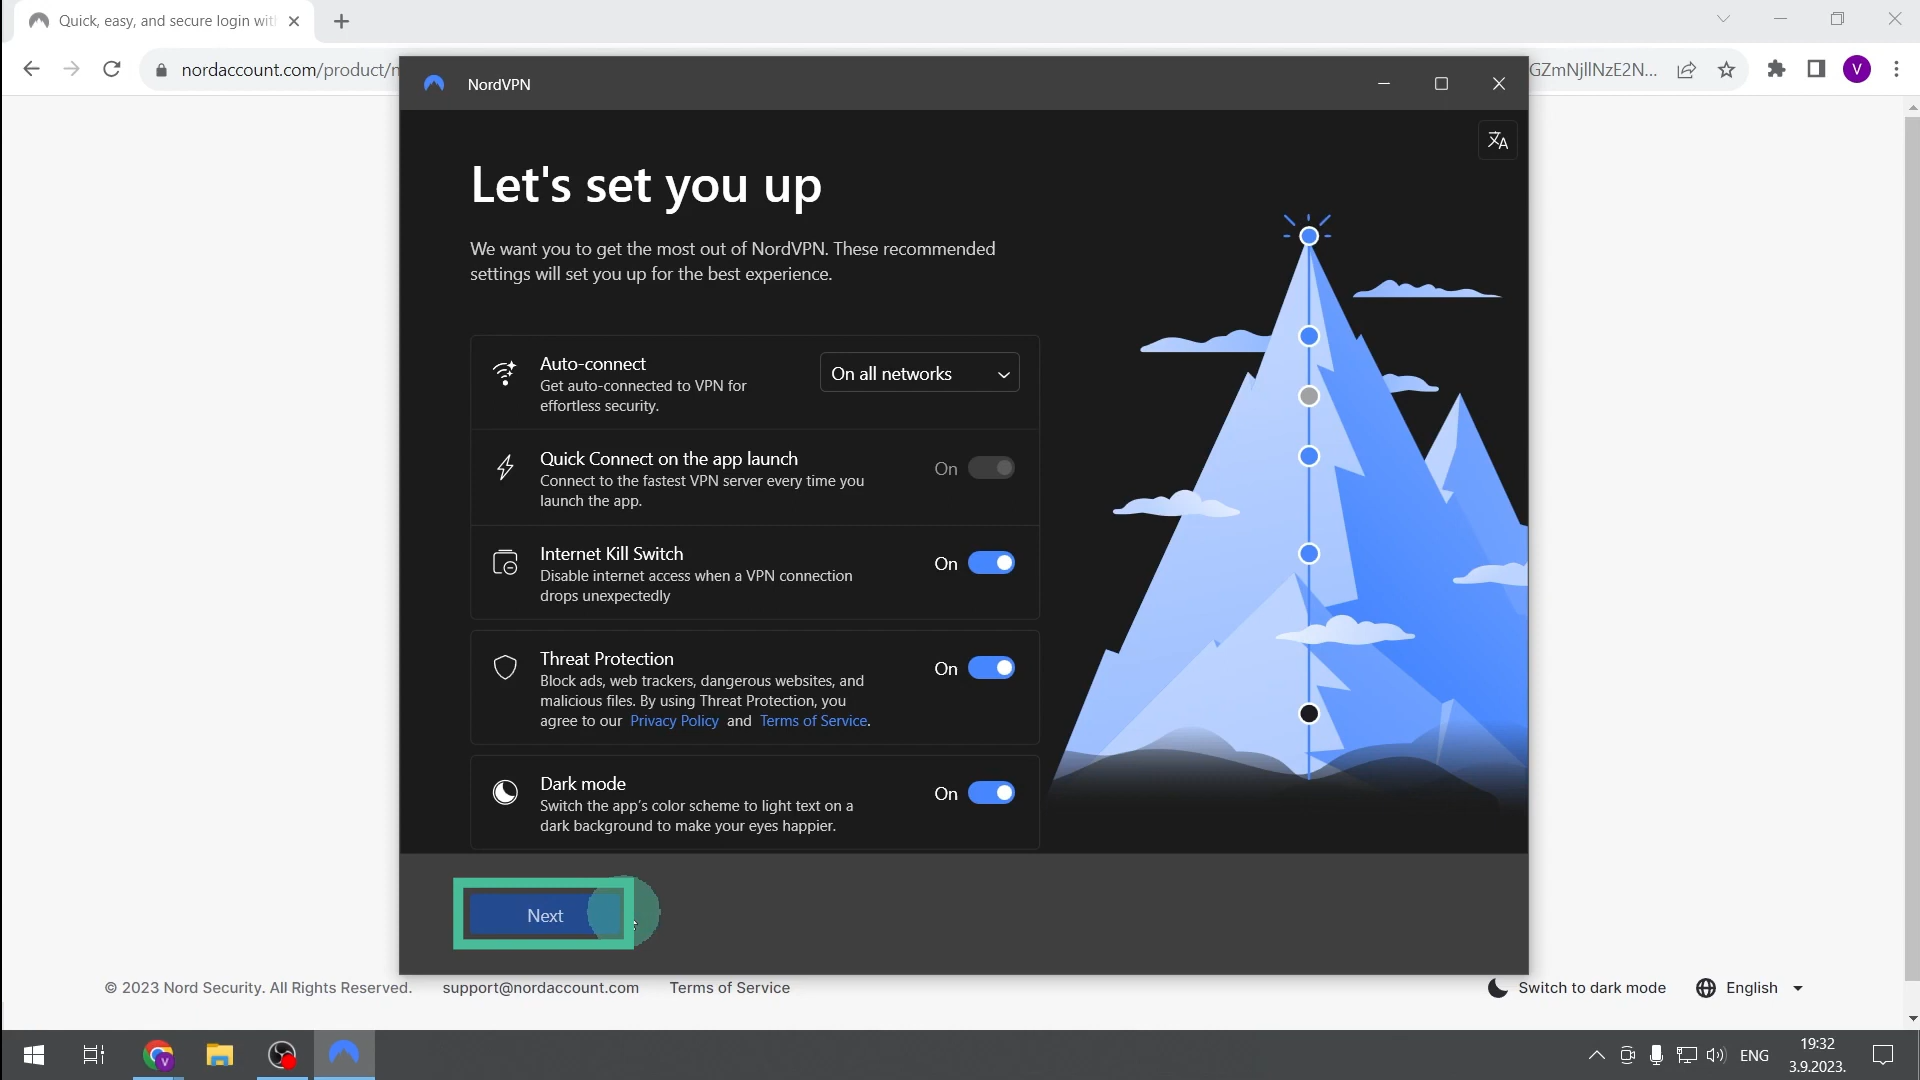 Quick, easy, and secure login wit
nordaccount.com/product/
GZmNjllNzE2N...
V
NordVPN
Let's set you up
We want you to get the most out of NordVPN. These recommended
settings will set you up for the best experience.
Auto-connect
Get auto-connected to VPN for
effortless security.
On all networks
Quick Connect on the app launch
Connect to the fastest VPN server every time you
launch the app.
On
Internet Kill Switch
Disable internet access when a VPN connection
drops unexpectedly
On
Threat Protection
Block ads, web trackers, dangerous websites, and
malicious files. By using Threat Protection, you
agree to our Privacy Policy and Terms of Service.
On
Dark mode
Switch the app's color scheme to light text on a
dark background to make your eyes happier.
On
Next
© 2023 Nord Security. All Rights Reserved. support@nordaccount.com Terms of Service Switch to dark mode English
ENG
19:32
3.9.2023.